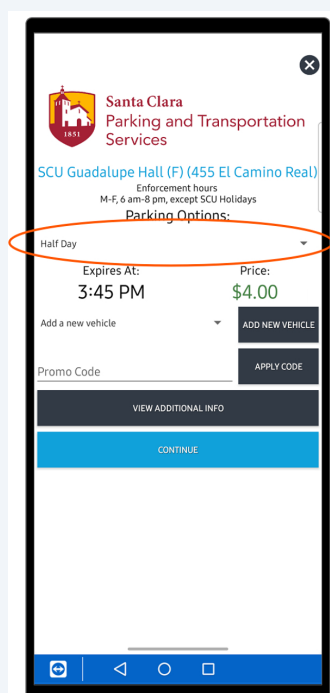 1851
Santa Clara
Parking and Transportation
Services
SCU Guadalupe Hall (F) (455 El Camino Real)
Enforcement hours
M-F, 6 am-8 pm, except SCU Holidays
Parking Options:
Half Day
Expires At: Price:
3:45 PM $4.00
Add a new vehicle ADD NEW VEHICLE
Promo Code APPLY CODE
VIEW ADDITIONAL INFO
CONTINUE